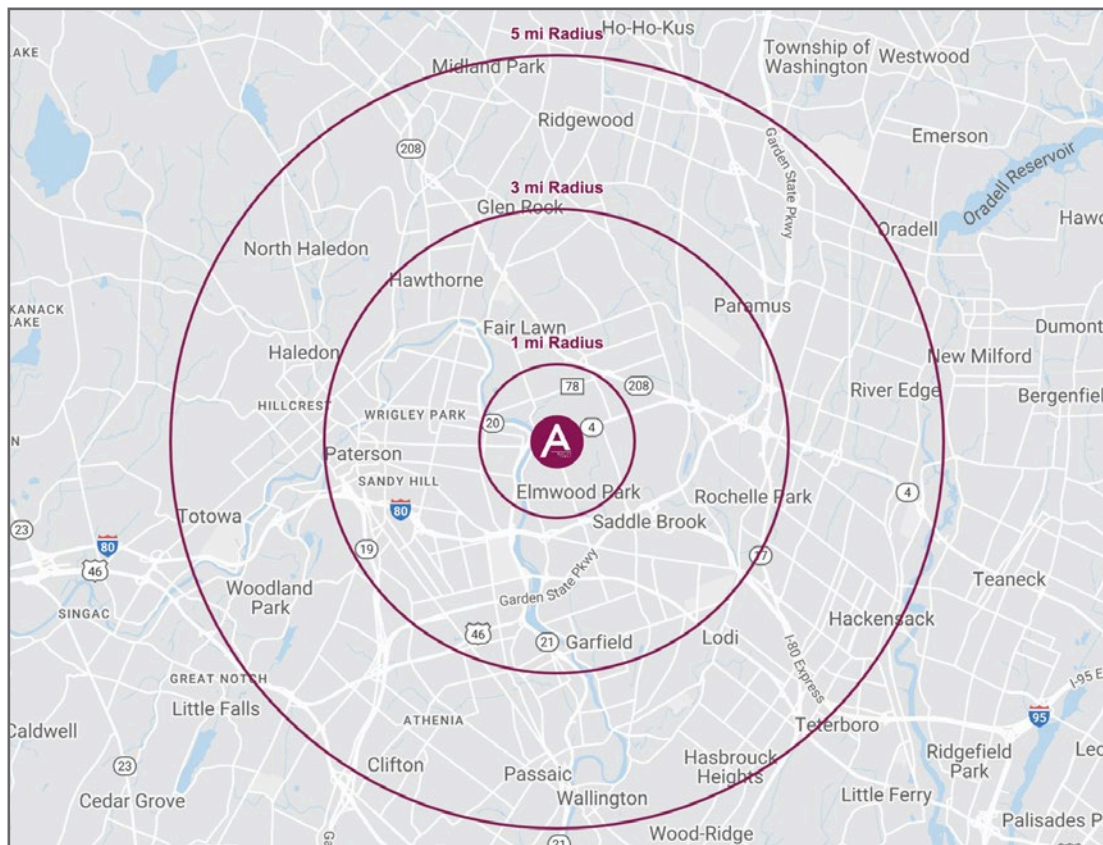 5 mi Radius
Ho-Ho-Kus
Township of
Washington
Westwood
LAKE
Midland Park
Ridgewood
Emerson
208
Garden State Pkwy
Oradell Reservoir
3 mi Radius
Glen Rock
Oradell
North Haledon
Hawthorne
Paramus
KANACK
LAKE
Fair Lawn
Dumont
1 mi Radius
Haledon
New Milford
78
208
River Edge
Bergenfiel
HILLCREST
WRIGLEY PARK
20
4
A
Paterson
SANDY HILL
Elmwood Park
Rochelle Park
4
80
Saddle Brook
Totowa
23
80
46
19
17
Teaneck
Woodland
Park
Garden State Pkwy
SINGAC
46
21
Garfield
Lodi
Hackensack
I-80 Express
GREAT NOTCH
I-95 E
Little Falls
ATHENIA
Teterboro
95
Caldwell
Clifton
Passaic
Hasbrouck
Heights
Ridgefield
Park
23
Cedar Grove
Wallington
Little Ferry
Wood-Ridge
21
Palisades P